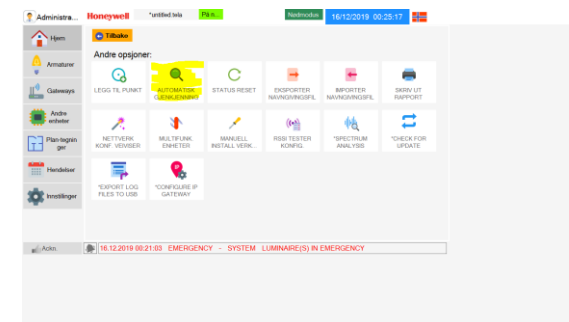 Administra... Honeywell *untitled.tela På n... Nødmodus 16/12/2019 00:25:17
Hjem
Tilbake
Andre opsjoner:
Armaturer
LEGG TIL PUNKT
AUTOMATISK
GJENKJENNING
STATUS RESET
EKSPORTER
NAVNGIVINGSFIL
IMPORTER
NAVNGIVINGSFIL
SKRIV UT
RAPPORT
Gateways
Andre
enheter
NETTVERK
KONF. VEIVISER
MULTIFUNK.
ENHETER
MANUELL
INSTALL VERK...
RSSI TESTER
KONFIG.
*SPECTRUM
ANALYSIS
*CHECK FOR
UPDATE
Plan-tegnin
ger
Hendelser
*EXPORT LOG
FILES TO USB
*CONFIGURE IP
GATEWAY
Innstillinger
Ackn.
16.12.2019 00:21:03 EMERGENCY - SYSTEM LUMINAIRE(S) IN EMERGENCY